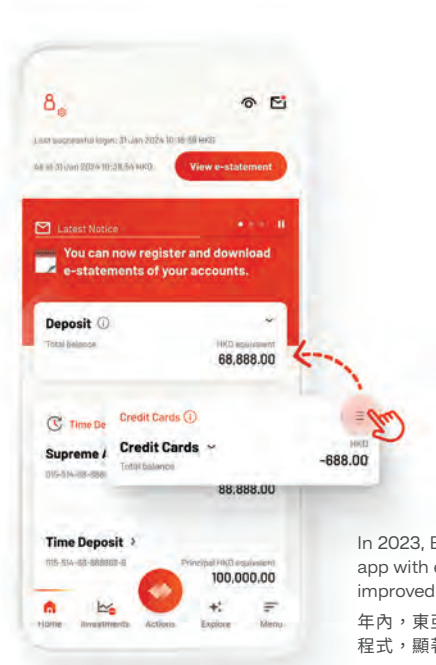 Last successful login: 31 Jan 2024 10:18:59 HKG
As at 31 Jan 2024 10:28:54 HKG
View e-statement
Latest Notice
You can now register and download
e-statements of your accounts.
Deposit
Total balance
HKD equivalent
68,888.00
Time De
Credit Cards
Supreme
Credit Cards
HKD
Total balance
-688.00
88,888.00
Time Deposit
Principal HKD equivalent
100,000.00
Home Investments Actions Explore Menu
In 2023,
app with
improved
年內，東亞
程式，顯著